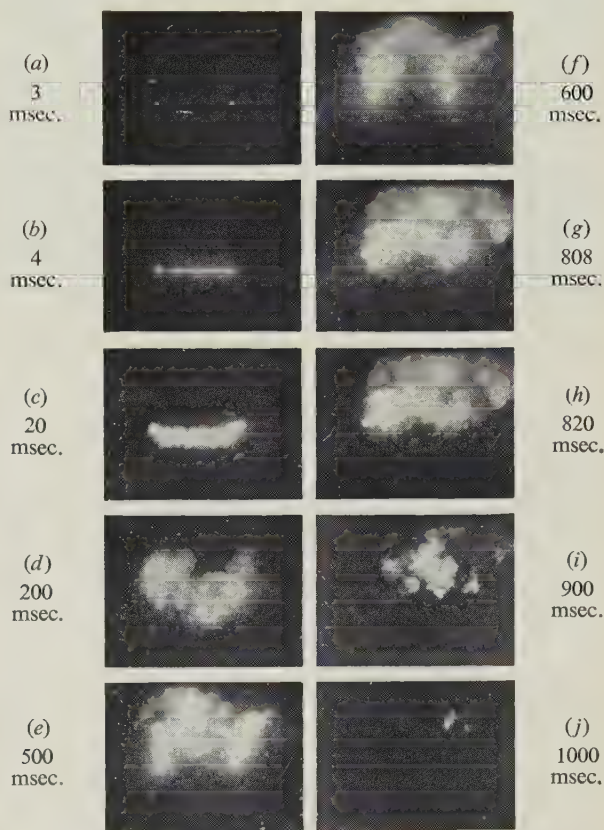 (a)
3
msec.
(b)
4
msec.
(c)
20
msec.
(d)
200
msec.
(e)
500
msec.
(f)
600
msec.
(g)
808
msec.
(h)
820
msec.
(i)
900
msec.
(j)
1000
msec.